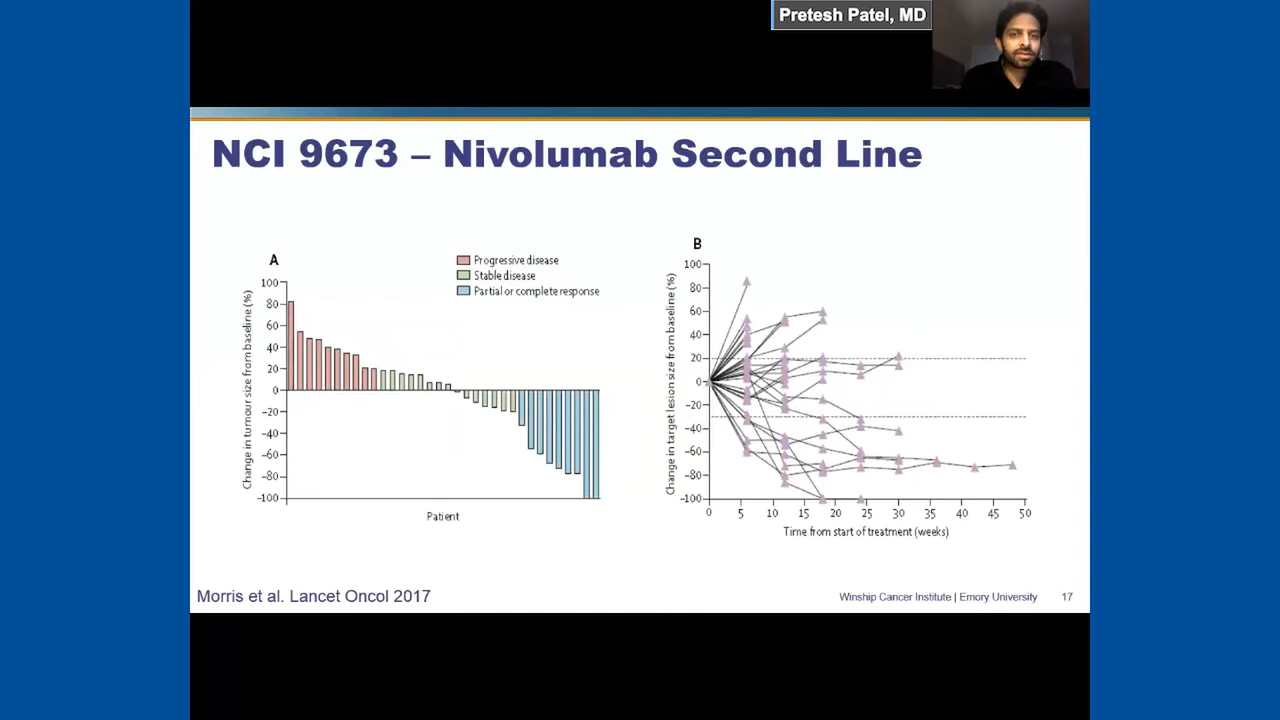 Pretesh Patel, MD
NCI 9673 – Nivolumab Second Line
A
Progressive disease
Stable disease
Partial or complete response
Change in tumour size from baseline (%)
100
80
60
40
20
0
–20
–40
–60
–80
–100
Patient
B
Change in target lesion size from baseline (%)
100
80
60
40
20
0
–20
–40
–60
–80
–100
0 5 10 15 20 25 30 35 40 45 50
Time from start of treatment (weeks)
Morris et al. Lancet Oncol 2017
Winship Cancer Institute | Emory University 17